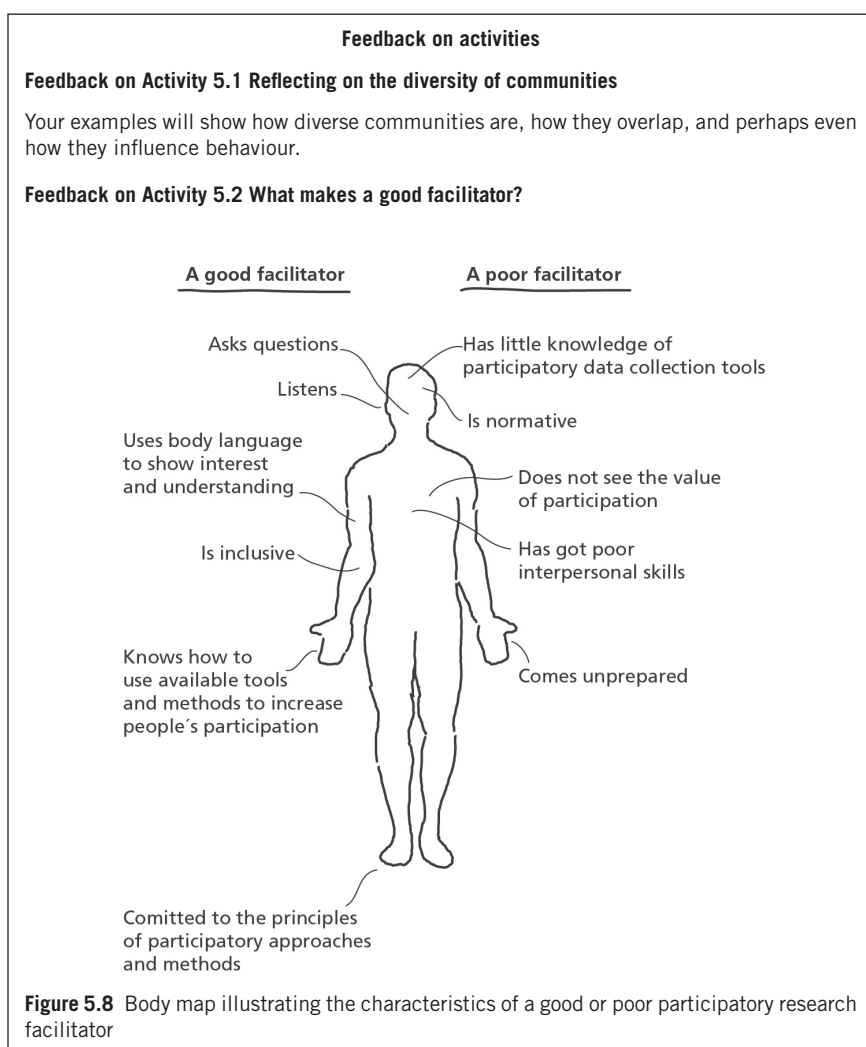 Feedback on activities
Feedback on Activity 5.1 Reflecting on the diversity of communities
Your examples will show how diverse communities are, how they overlap, and perhaps even
how they influence behaviour.
Feedback on Activity 5.2 What makes a good facilitator?
A good facilitator
Asks questions
Listens
Uses body language
to show interest
and understanding
Is inclusive
Knows how to
use available tools
and methods to increase
people´s participation
Comitted to the principles
of participatory approaches
and methods
A poor facilitator
Has little knowledge of
participatory data collection tools
Is normative
Does not see the value
of participation
Has got poor
interpersonal skills
Comes unprepared
Figure 5.8 Body map illustrating the characteristics of a good or poor participatory research
facilitator